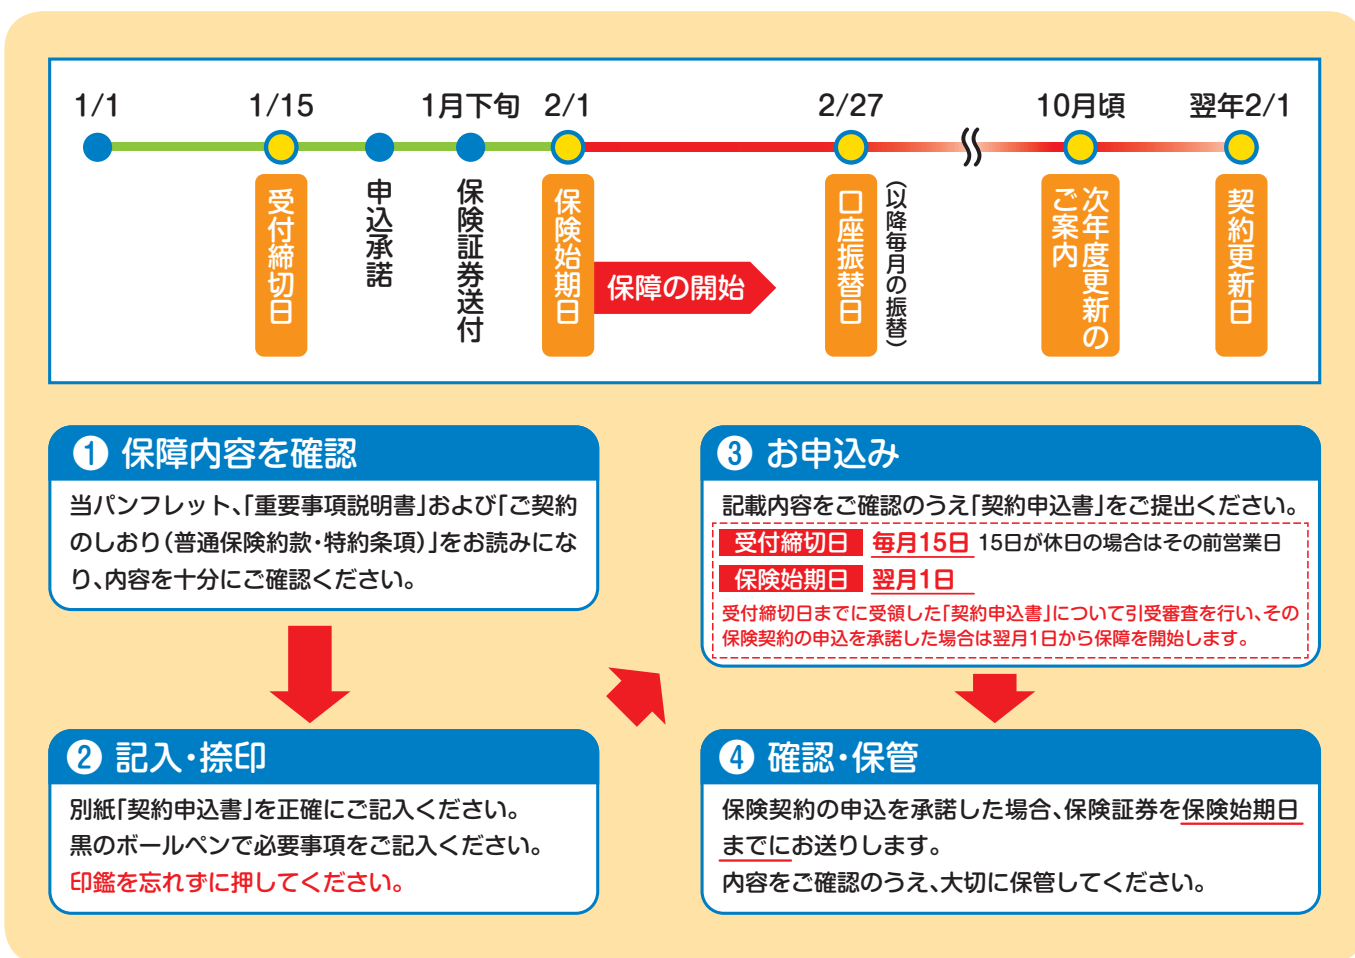 1/1
1/15
1月下旬
2/1
2/27
10月頃
翌年2/1
受付締切日
申込承諾
保険証券送付
保険始期日
保障の開始
口座振替日
(以降毎月の振替)
次年度更新の
ご案内
契約更新日
❶ 保障内容を確認
当パンフレット、「重要事項説明書」および「ご契約
のしおり(普通保険約款・特約条項)」をお読みにな
り、内容を十分にご確認ください。
❷ 記入・捺印
別紙「契約申込書」を正確にご記入ください。
黒のボールペンで必要事項をご記入ください。
印鑑を忘れずに押してください。
❸ お申込み
記載内容をご確認のうえ「契約申込書」をご提出ください。
受付締切日 毎月15日 15日が休日の場合はその前営業日
保険始期日 翌月1日
受付締切日までに受領した「契約申込書」について引受審査を行い、その
保険契約の申込を承諾した場合は翌月1日から保障を開始します。
❹ 確認・保管
保険契約の申込を承諾した場合、保険証券を保険始期日
までにお送りします。
内容をご確認のうえ、大切に保管してください。